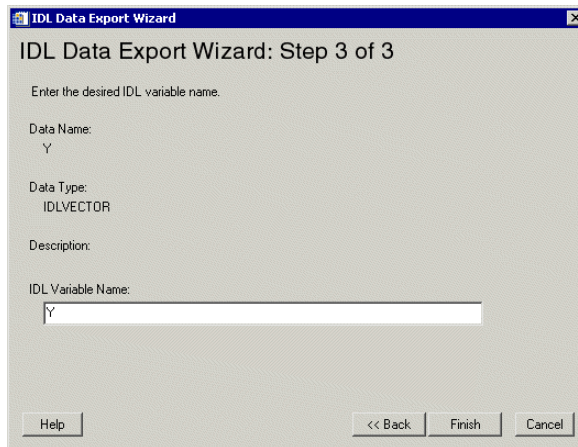 IDL Data Export Wizard
IDL Data Export Wizard: Step 3 of 3
Enter the desired IDL variable name.
Data Name:
Y
Data Type:
IDLVECTOR
Description:
IDL Variable Name:
Y
Help << Back Finish Cancel